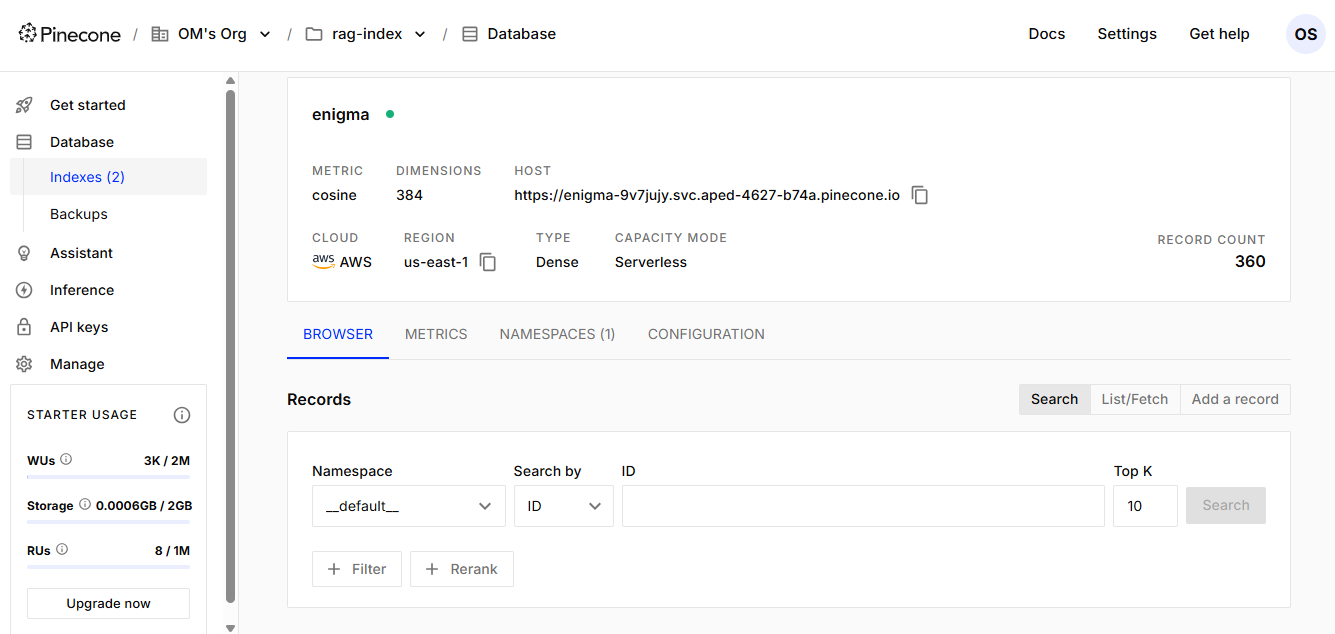 Pinecone / OM's Org / rag-index / Database Docs Settings Get help OS
Get started
Database
Indexes (2)
Backups
Assistant
Inference
API keys
Manage
STARTER USAGE
WUs 3K / 2M
Storage 0.0006GB / 2GB
RUs 8 / 1M
Upgrade now
enigma
METRIC DIMENSIONS HOST
cosine 384 https://enigma-9v7jujy.svc.aped-4627-b74a.pinecone.io
CLOUD REGION TYPE CAPACITY MODE RECORD COUNT
aws AWS us-east-1 Dense Serverless 360
BROWSER METRICS NAMESPACES (1) CONFIGURATION
Records Search List/Fetch Add a record
Namespace Search by ID Top K
__default__ ID 10 Search
+ Filter + Rerank